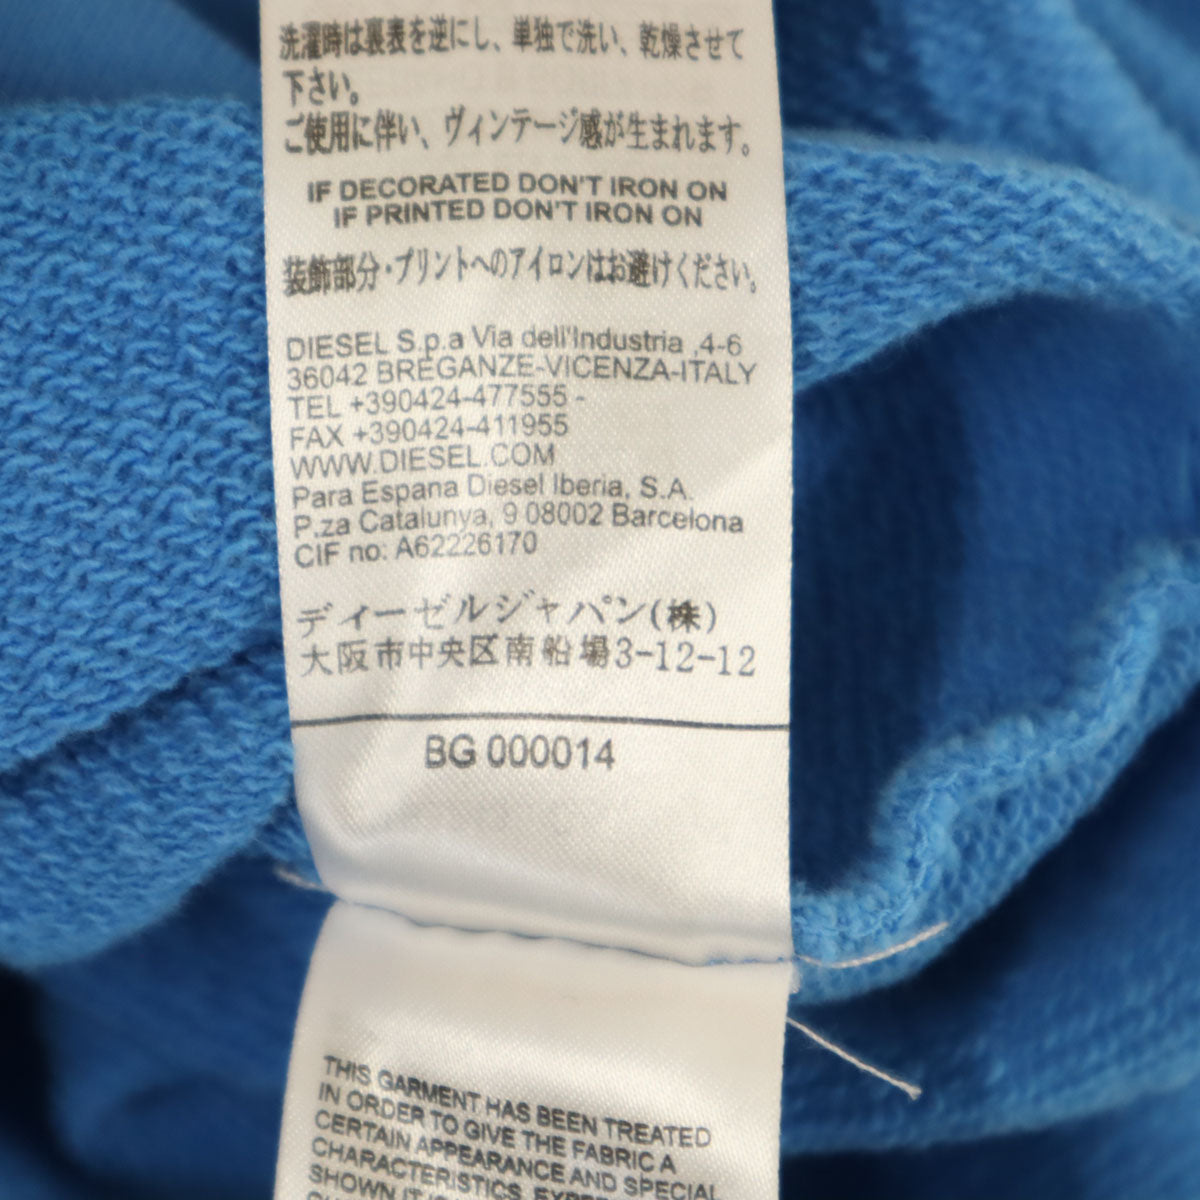 洗濯時は裏表を逆にし、単独で洗い、乾燥させて
下さい。
ご使用に伴い、ヴィンテージ感が生まれます。
IF DECORATED DON'T IRON ON
IF PRINTED DON'T IRON ON
装飾部分・プリントへのアイロンはお避けください。
DIESEL S.p.a Via dell'Industria ,4-6
36042 BREGANZE-VICENZA-ITALY
TEL +390424-477555 -
FAX +390424-411955
WWW.DIESEL.COM
Para Espana Diesel Iberia, S.A.
P.za Catalunya, 9 08002 Barcelona
CIF no: A62226170
ディーゼルジャパン(株)
大阪市中央区南船場3-12-12
BG 000014
THIS GARMENT HAS BEEN TREATED
IN ORDER TO GIVE THE FABRIC A
CERTAIN APPEARANCE AND SPECIAL
CHARACTERISTICS.
SHOWN IT